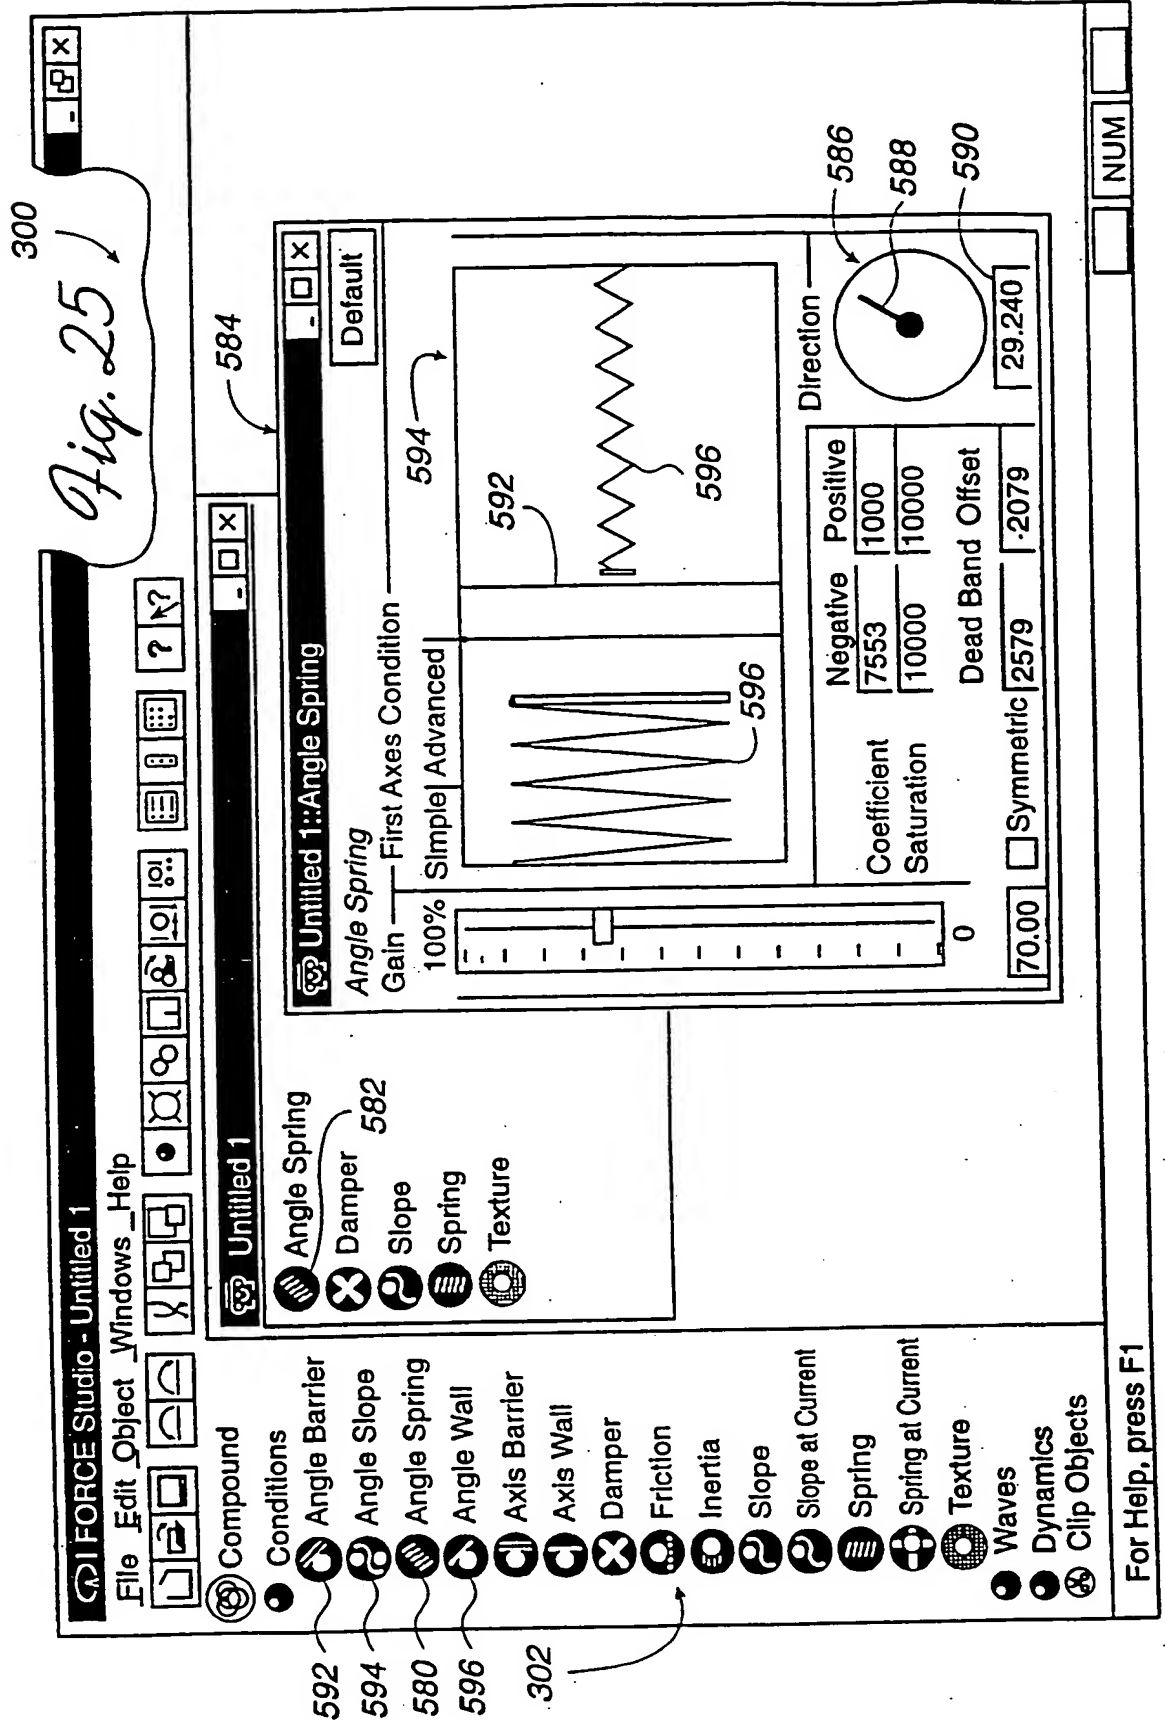 300
Fig. 25
I FORCE Studio - Untitled 1
File Edit Object Windows Help
Compound
Conditions
Angle Barrier
Angle Slope
Angle Spring
Angle Wall
Axis Barrier
Axis Wall
Damper
Friction
Inertia
Slope
Slope at Current
Spring
Spring at Current
Texture
Waves
Dynamics
Clip Objects
592
594
580
596
302
Untitled 1
Angle Spring
Damper
Slope
Spring
Texture
582
584
Untitled 1::Angle Spring
Angle Spring
Default
Gain
First Axes Condition
100%
Simple Advanced
594
592
596
596
0
70.00
Negative Positive
Coefficient 7553 1000
Saturation 10000 10000
Dead Band Offset
Symmetric 2579 -2079
Direction
29.240
586
588
590
For Help, press F1
NUM